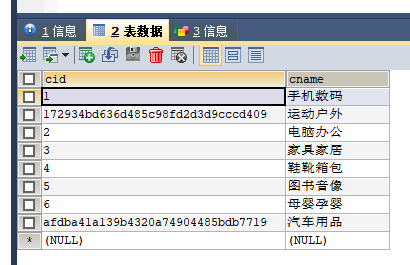 1 信息 2 表数据 3 信息
cid cname
1 手机数码
172934bd636d485c98fd2d3d9cccd409 运动户外
2 电脑办公
3 家具家居
4 鞋靴箱包
5 图书音像
6 母婴孕婴
afdba41a139b4320a74904485bdb7719 汽车用品
* (NULL) (NULL)